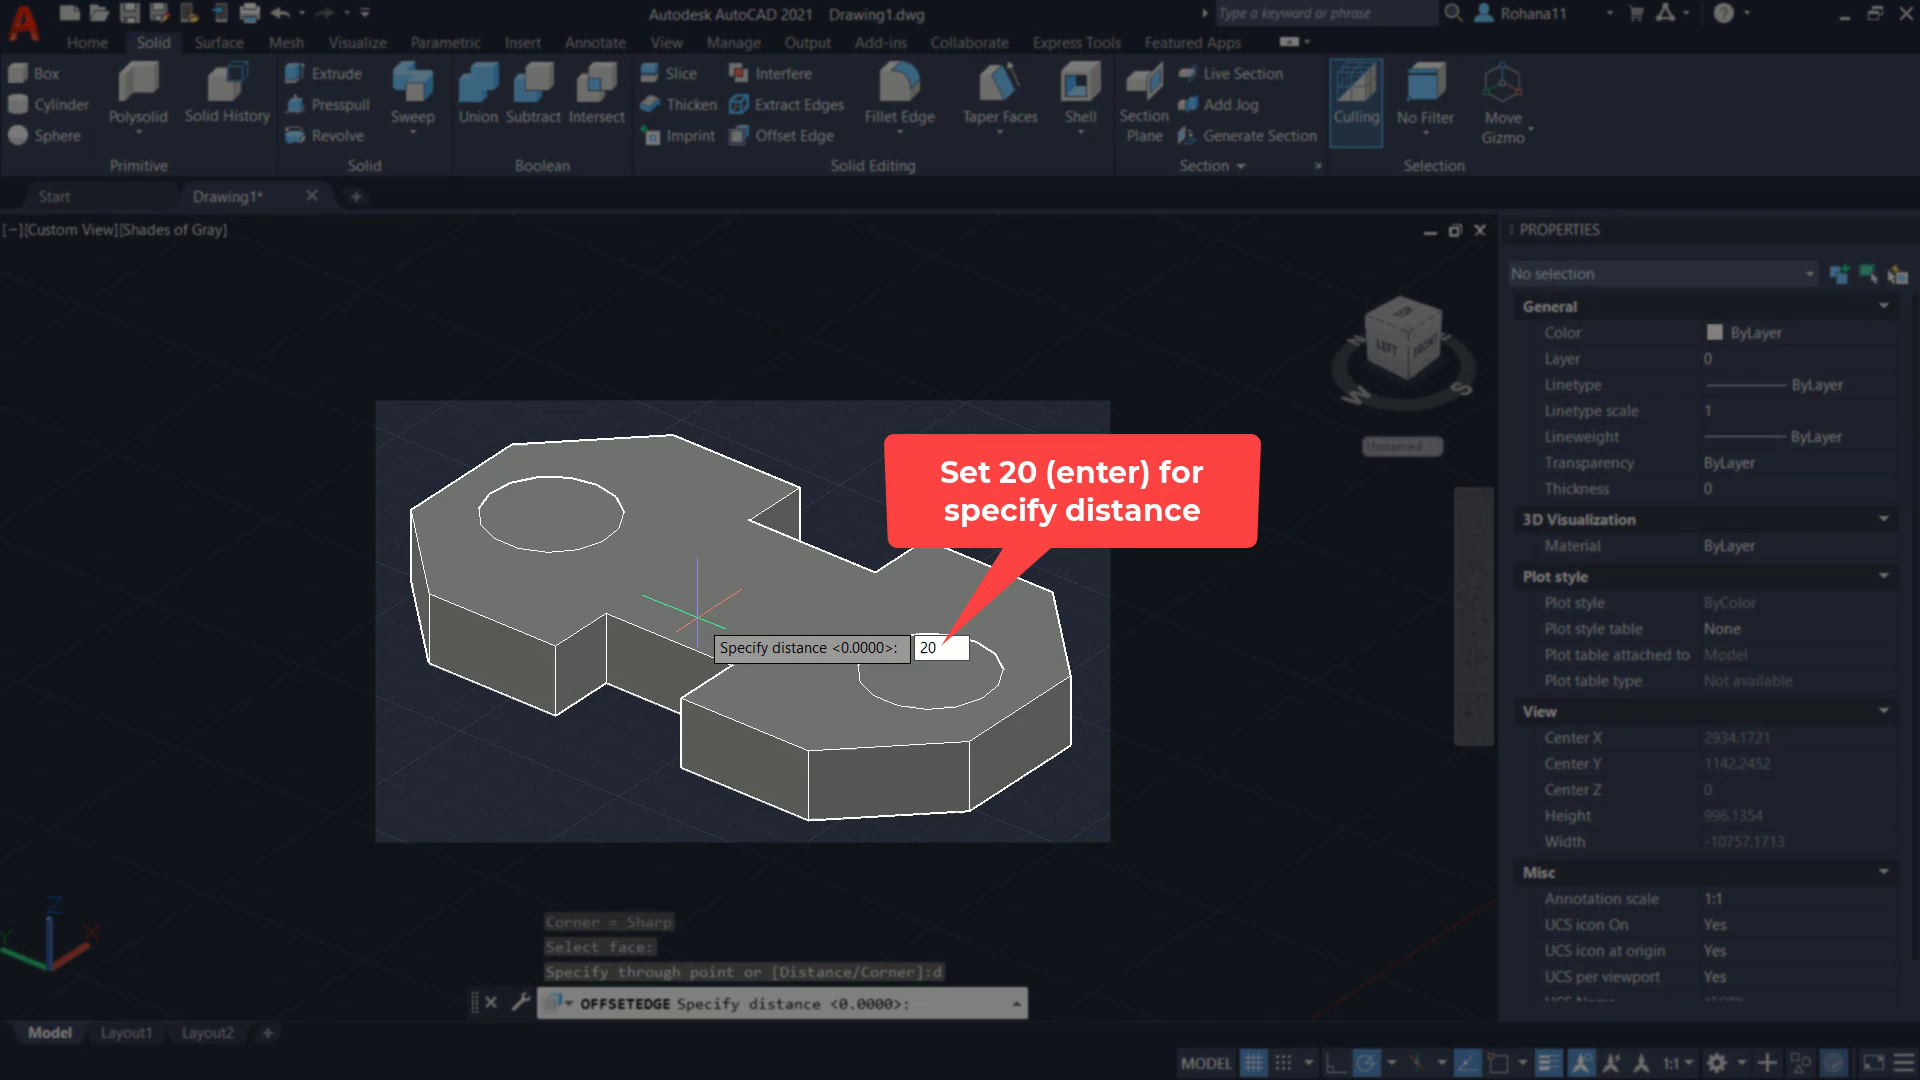 Autodesk AutoCAD 2021 Drawing1.dwg
Type a keyword or phrase
Rohana11
Home Solid Surface Mesh Visualize Parametric Insert Annotate View Manage Output Add-ins Collaborate Express Tools Featured Apps
Box
Cylinder
Sphere
Polysolid
Solid History
Primitive
Extrude
Presspull
Revolve
Sweep
Solid
Union Subtract Intersect
Boolean
Slice
Thicken
Imprint
Interfere
Extract Edges
Offset Edge
Fillet Edge
Taper Faces
Shell
Solid Editing
Section
Plane
Live Section
Add Jog
Generate Section
Section
Culling
No Filter
Move
Gizmo
Selection
Start
Drawing1*
[−][Custom View][Shades of Gray]
TOP
LEFT
FRONT
N
W
S
Unnamed
Set 20 (enter) for
specify distance
Specify distance <0.0000>: 20
PROPERTIES
No selection
General
Color ByLayer
Layer 0
Linetype ByLayer
Linetype scale 1
Lineweight ByLayer
Transparency ByLayer
Thickness 0
3D Visualization
Material ByLayer
Plot style
Plot style ByColor
Plot style table None
Plot table attached to Model
Plot table type Not available
View
Center X 2934.1721
Center Y 1142.2452
Center Z 0
Height 996.1354
Width -10757.1713
Misc
Annotation scale 1:1
UCS icon On Yes
UCS icon at origin Yes
UCS per viewport Yes
Z
X
Y
Corner = Sharp
Select face:
Specify through point or [Distance/Corner]:d
OFFSETEDGE Specify distance <0.0000>:
Model Layout1 Layout2
MODEL
1:1